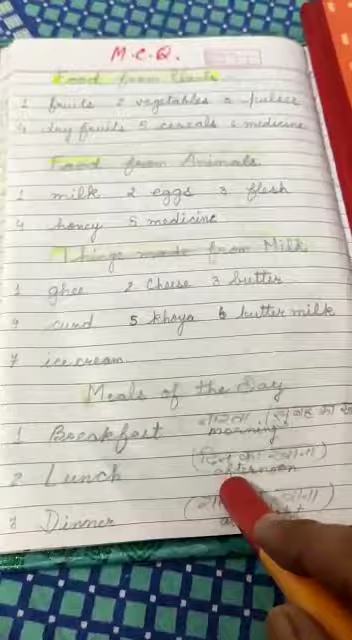 M.C.Q.
Food from Plants
1 fruits 2 vegetables 3 pulses
4 dry fruits 5 cereals 6 medicine
Food from Animals
1 milk 2 eggs 3 flesh
4 honey 5 medicine
Things made from Milk
1 ghee 2 Cheese 3 butter
4 curd 5 khoya 6 butter milk
7 ice cream
Meals of the Day
1 Breakfast नाश्ता (सुबह का
morning
(दिन का खाना)
2 Lunch afternoon
3 Dinner